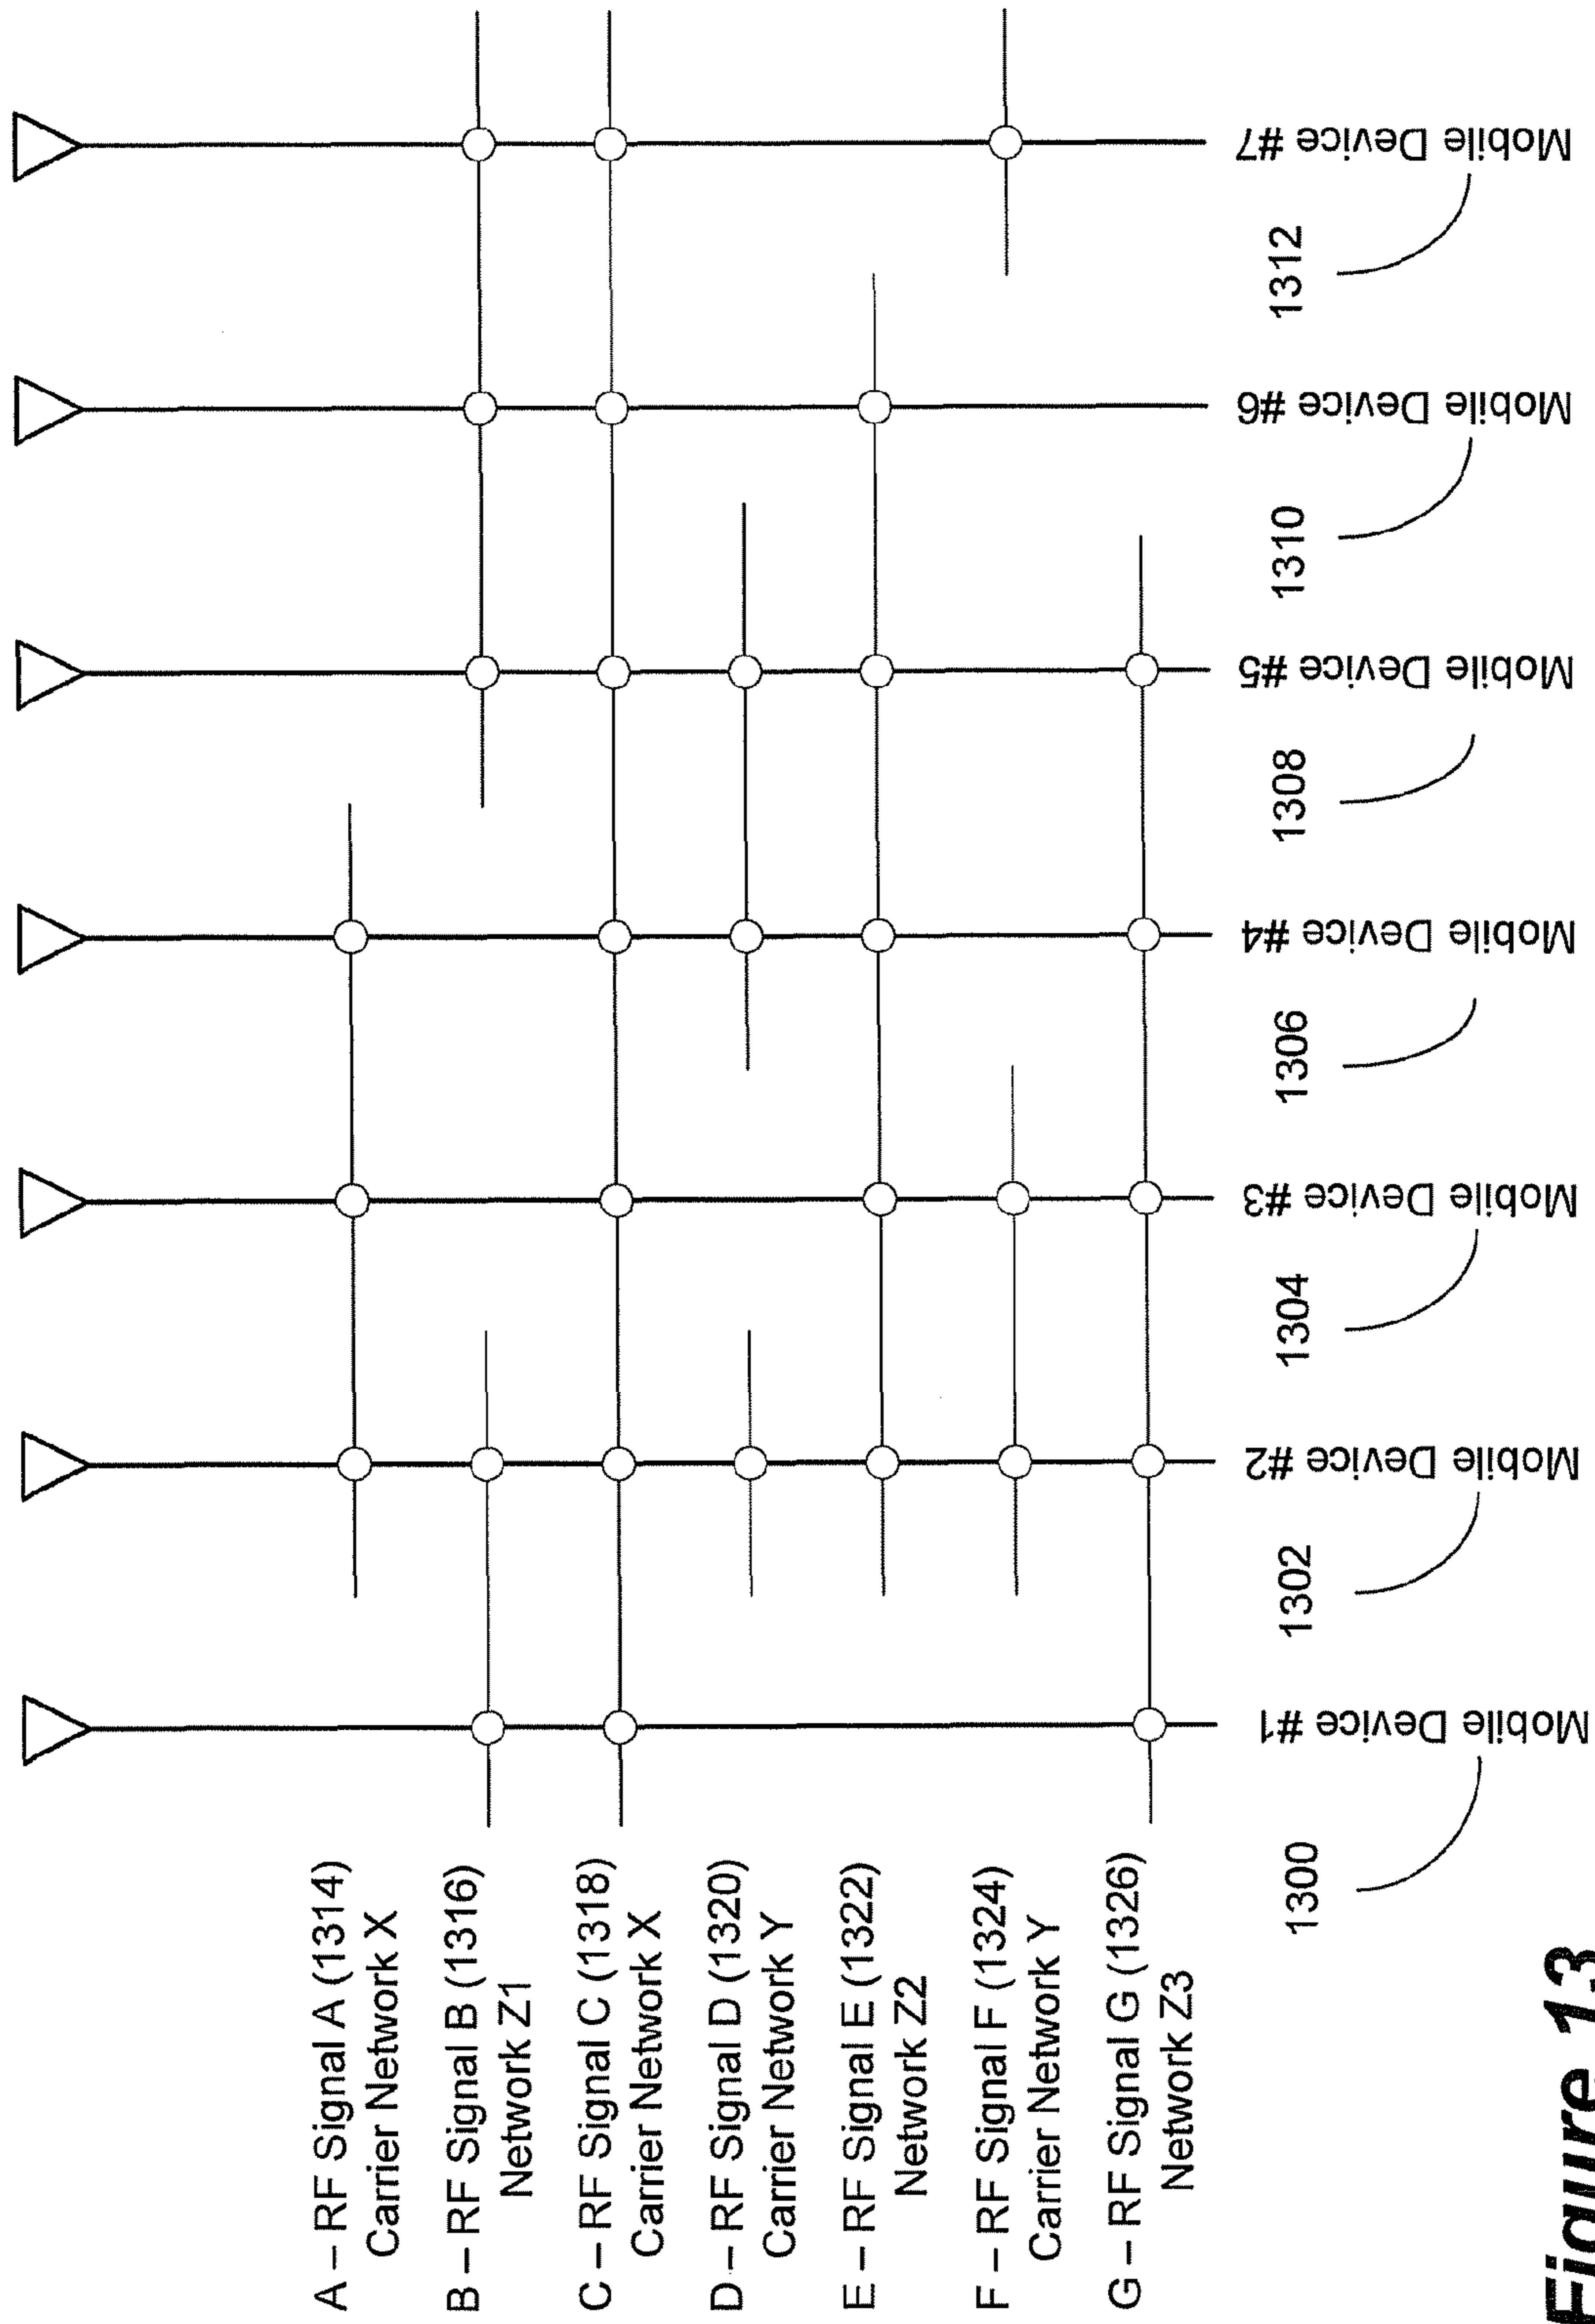 A – RF Signal A (1314)
Carrier Network X
B – RF Signal B (1316)
Network Z1
C – RF Signal C (1318)
Carrier Network X
D – RF Signal D (1320)
Carrier Network Y
E – RF Signal E (1322)
Network Z2
F – RF Signal F (1324)
Carrier Network Y
G – RF Signal G (1326)
Network Z3
1300
Mobile Device #1
1302
Mobile Device #2
1304
Mobile Device #3
1306
Mobile Device #4
1308
Mobile Device #5
1310
Mobile Device #6
1312
Mobile Device #7
Figure 13